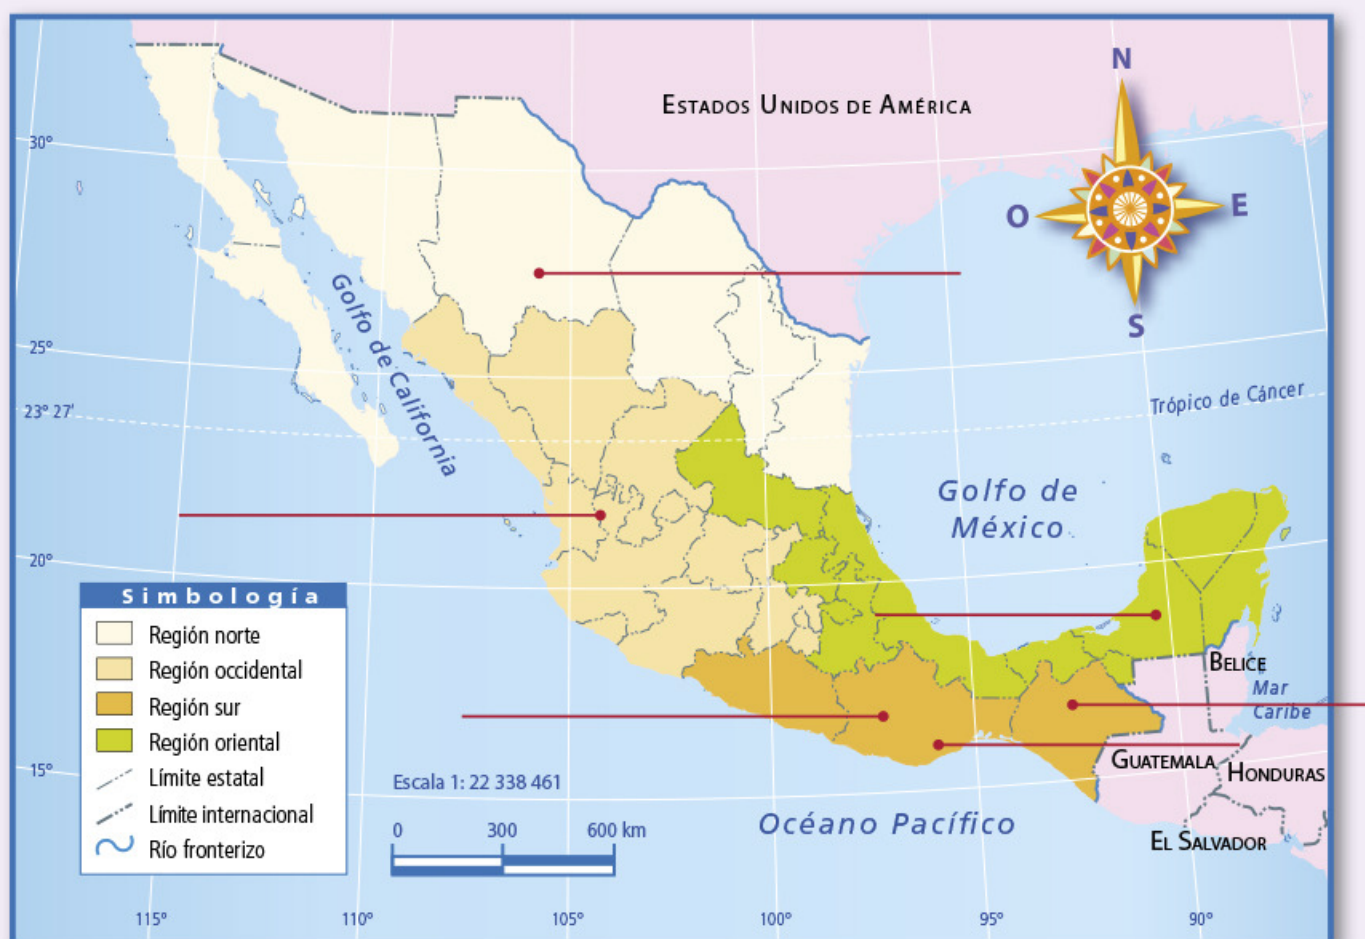 N
ESTADOS UNIDOS DE AMÉRICA
30°
O
E
S
Golfo de California
25°
23° 27'
Trópico de Cáncer
Golfo de
México
20°
Simbología
Región norte
Región occidental
Región sur
Región oriental
Límite estatal
Límite internacional
Río fronterizo
BELICE
Mar
Caribe
15°
Escala 1: 22 338 461
GUATEMALA
HONDURAS
0 300 600 km
Océano Pacífico
EL SALVADOR
115° 110° 105° 100° 95° 90°